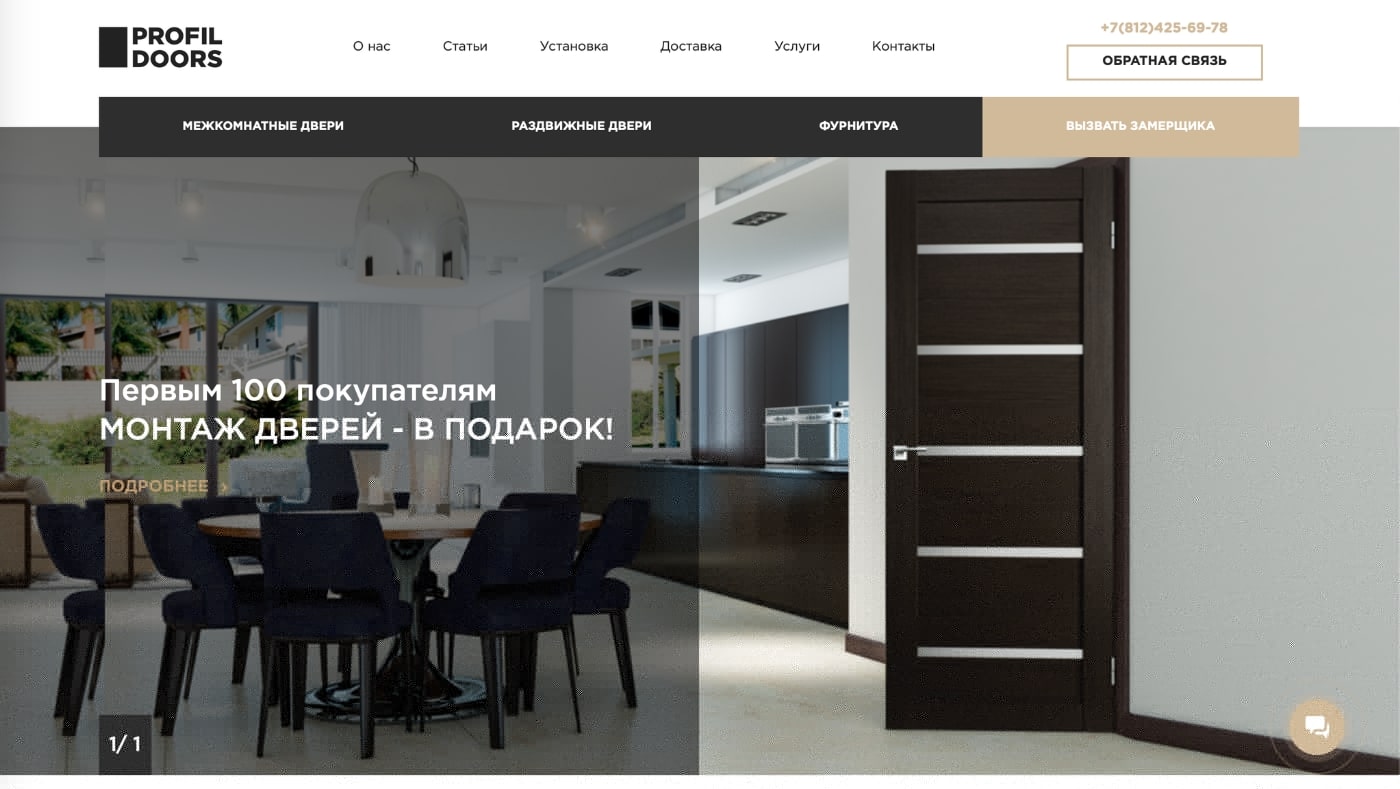 PROFIL
DOORS
О нас
Статьи
Установка
Доставка
Услуги
Контакты
+7(812)425-69-78
ОБРАТНАЯ СВЯЗЬ
МЕЖКОМНАТНЫЕ ДВЕРИ
РАЗДВИЖНЫЕ ДВЕРИ
ФУРНИТУРА
ВЫЗВАТЬ ЗАМЕРЩИКА
Первым 100 покупателям
МОНТАЖ ДВЕРЕЙ - В ПОДАРОК!
ПОДРОБНЕЕ ›
1/ 1